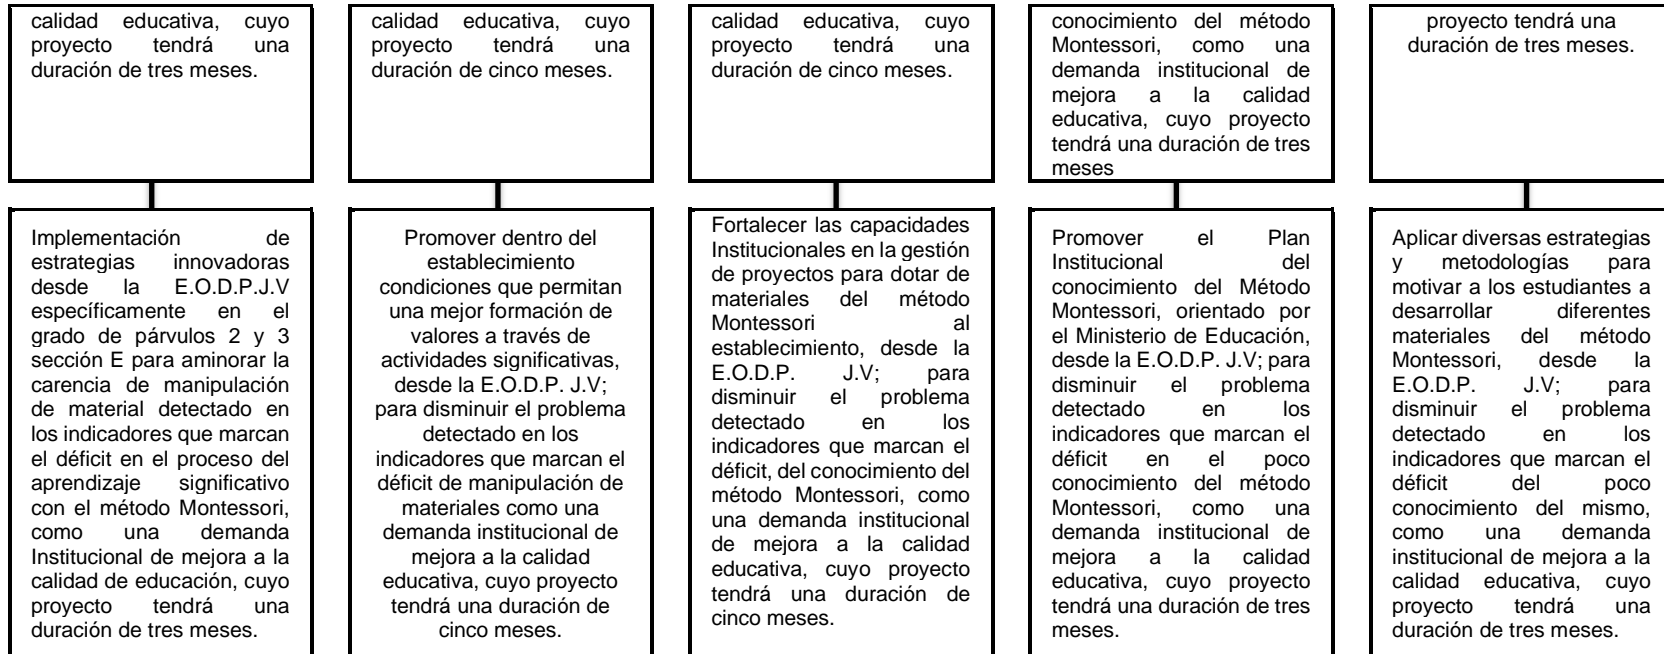 calidad educativa, cuyo
proyecto tendrá una
duración de tres meses.
calidad educativa, cuyo
proyecto tendrá una
duración de cinco meses.
calidad educativa, cuyo
proyecto tendrá una
duración de cinco meses.
conocimiento del método
Montessori, como una
demanda institucional de
mejora a la calidad
educativa, cuyo proyecto
tendrá una duración de tres
meses
proyecto tendrá una
duración de tres meses.
Implementación de
estrategias innovadoras
desde la E.O.D.P.J.V
específicamente en el
grado de párvulos 2 y 3
sección E para aminorar la
carencia de manipulación
de material detectado en
los indicadores que marcan
el déficit en el proceso del
aprendizaje significativo
con el método Montessori,
como una demanda
Institucional de mejora a la
calidad de educación, cuyo
proyecto tendrá una
duración de tres meses.
Promover dentro del
establecimiento
condiciones que permitan
una mejor formación de
valores a través de
actividades significativas,
desde la E.O.D.P. J.V;
para disminuir el problema
detectado en los
indicadores que marcan el
déficit de manipulación de
materiales como una
demanda institucional de
mejora a la calidad
educativa, cuyo proyecto
tendrá una duración de
cinco meses.
Fortalecer las capacidades
Institucionales en la gestión
de proyectos para dotar de
materiales del método
Montessori al
establecimiento, desde la
E.O.D.P. J.V; para
disminuir el problema
detectado en los
indicadores que marcan el
déficit, del conocimiento del
método Montessori, como
una demanda institucional
de mejora a la calidad
educativa, cuyo proyecto
tendrá una duración de
cinco meses.
Promover el Plan
Institucional del
conocimiento del Método
Montessori, orientado por
el Ministerio de Educación,
desde la E.O.D.P. J.V; para
disminuir el problema
detectado en los
indicadores que marcan el
déficit en el poco
conocimiento del método
Montessori, como una
demanda institucional de
mejora a la calidad
educativa, cuyo proyecto
tendrá una duración de tres
meses.
Aplicar diversas estrategias
y metodologías para
motivar a los estudiantes a
desarrollar diferentes
materiales del método
Montessori, desde la
E.O.D.P. J.V; para
disminuir el problema
detectado en los
indicadores que marcan el
déficit del poco
conocimiento del mismo,
como una demanda
institucional de mejora a la
calidad educativa, cuyo
proyecto tendrá una
duración de tres meses.